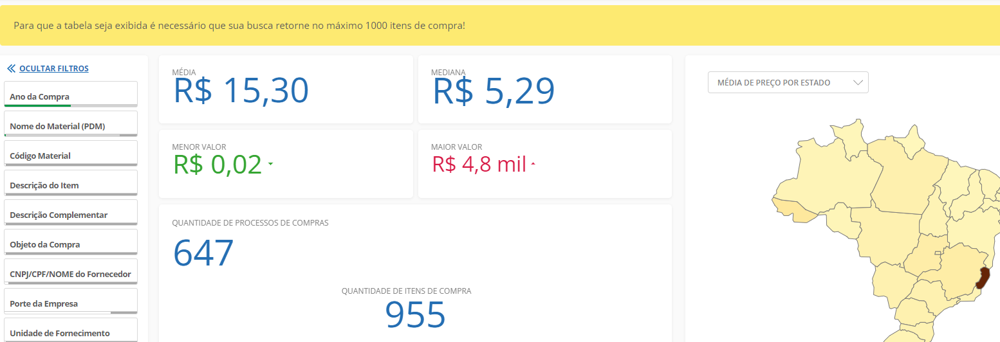 Para que a tabela seja exibida é necessário que sua busca retorne no máximo 1000 itens de compra!
OCULTAR FILTROS
Ano da Compra
Nome do Material (PDM)
Código Material
Descrição do Item
Descrição Complementar
Objeto da Compra
CNPJ/CPF/NOME do Fornecedor
Porte da Empresa
Unidade de Fornecimento
MÉDIA
R$ 15,30
MEDIANA
R$ 5,29
MENOR VALOR
R$ 0,02
MAIOR VALOR
R$ 4,8 mil
QUANTIDADE DE PROCESSOS DE COMPRAS
647
QUANTIDADE DE ITENS DE COMPRA
955
MÉDIA DE PREÇO POR ESTADO